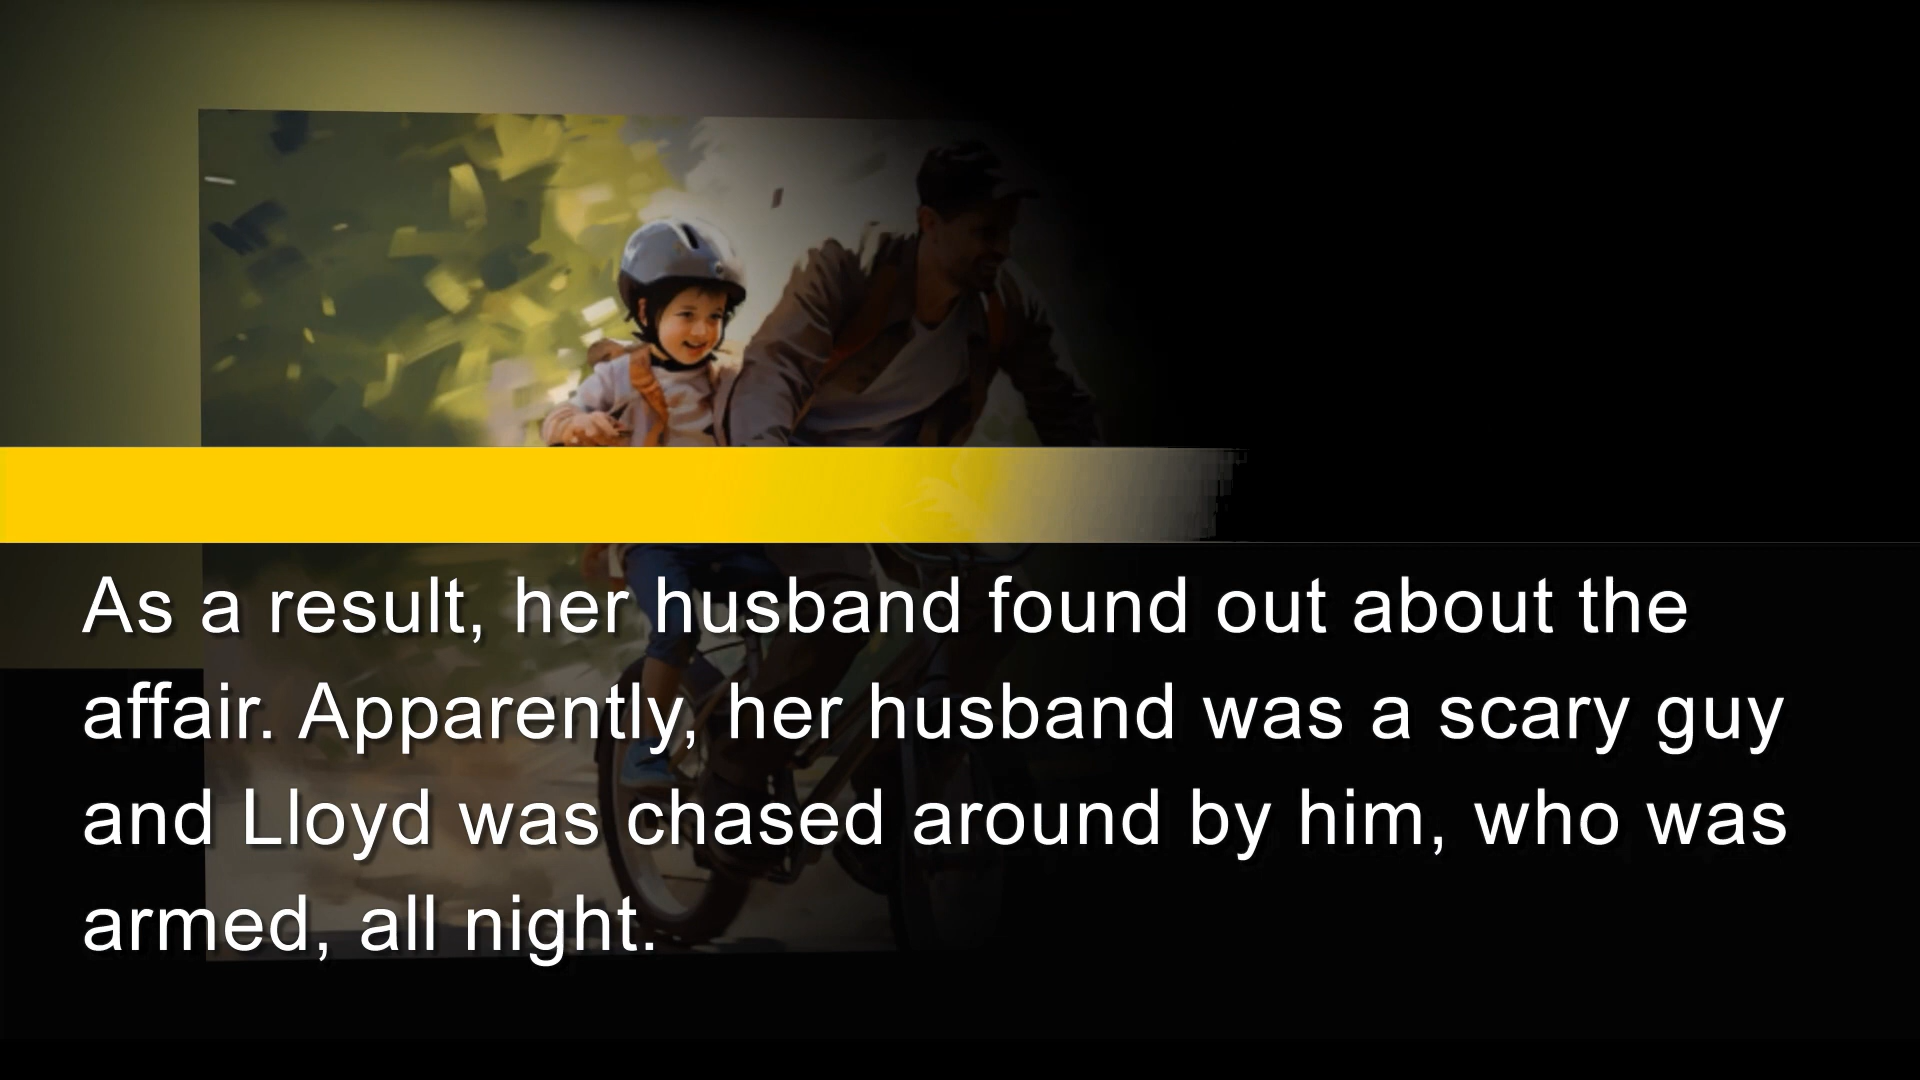 As a result, her husband found out about the
affair. Apparently, her husband was a scary guy
and Lloyd was chased around by him, who was
armed, all night.